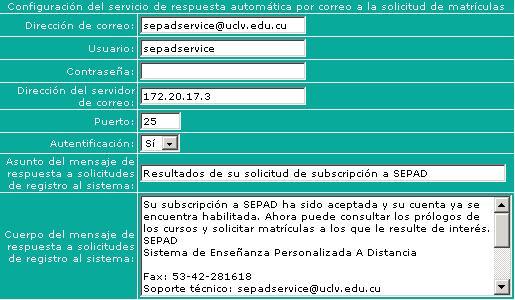 Configuración del servicio de respuesta automática por correo a la solicitud de matrículas
Dirección de correo: sepadservice@uclv.edu.cu
Usuario: sepadservice
Contraseña:
Dirección del servidor
de correo: 172.20.17.3
Puerto: 25
Autentificación: Sí
Asunto del mensaje de
respuesta a solicitudes
de registro al sistema:
Resultados de su solicitud de subscripción a SEPAD
Cuerpo del mensaje de
respuesta a solicitudes
de registro al sistema:
Su subscripción a SEPAD ha sido aceptada y su cuenta ya se
encuentra habilitada. Ahora puede consultar los prólogos de
los cursos y solicitar matrículas a los que le resulte de interés.
SEPAD
Sistema de Enseñanza Personalizada A Distancia
Fax: 53-42-281618
Soporte técnico: sepadservice@uclv.edu.cu